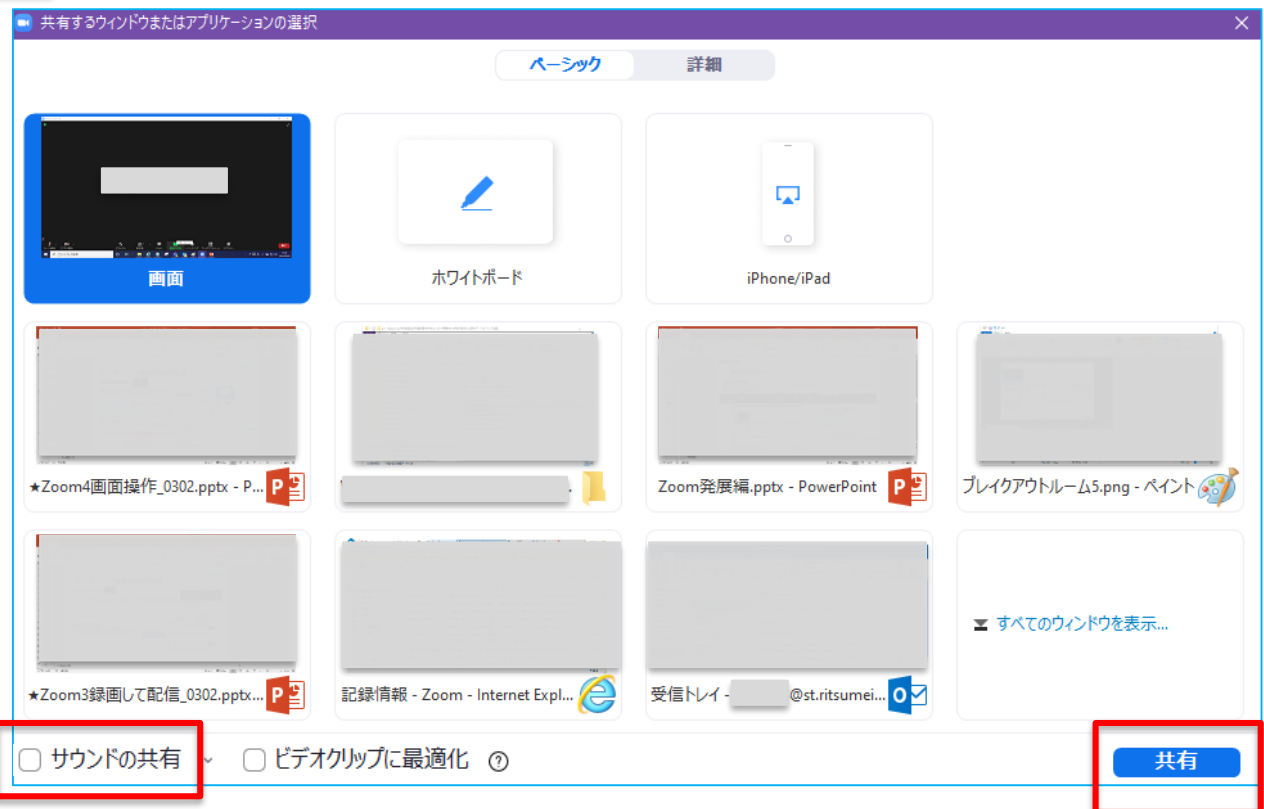 共有するウィンドウまたはアプリケーションの選択
ベーシック 詳細
画面 ホワイトボード iPhone/iPad
★Zoom4画面操作_0302.pptx - P... Zoom発展編.pptx - PowerPoint ブレイクアウトルーム5.png - ペイント
すべてのウィンドウを表示...
★Zoom3録画して配信_0302.pptx... 記録情報 - Zoom - Internet Expl... 受信トレイ - @st.ritsumei...
サウンドの共有 ビデオクリップに最適化 共有